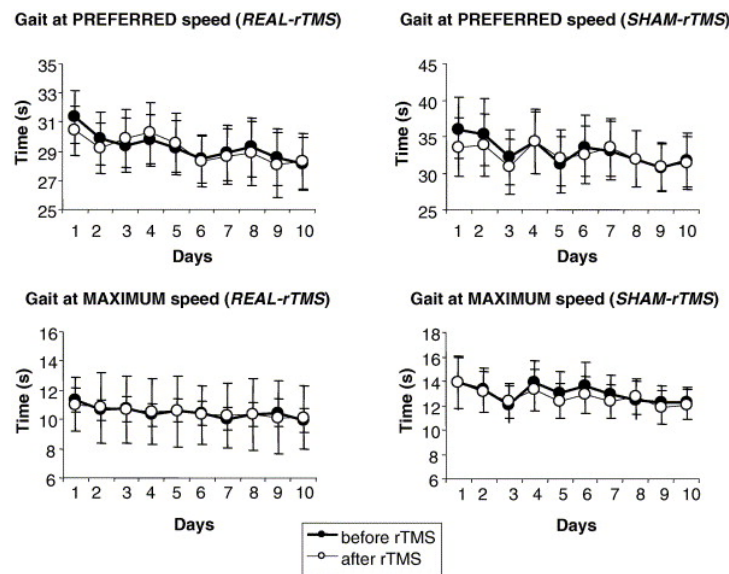 Gait at PREFERRED speed (REAL-rTMS)
Time (s)
35
33
31
29
27
25
1 2 3 4 5 6 7 8 9 10
Days
Gait at PREFERRED speed (SHAM-rTMS)
Time (s)
45
40
35
30
25
1 2 3 4 5 6 7 8 9 10
Days
Gait at MAXIMUM speed (REAL-rTMS)
Time (s)
16
14
12
10
8
6
1 2 3 4 5 6 7 8 9 10
Days
Gait at MAXIMUM speed (SHAM-rTMS)
Time (s)
18
16
14
12
10
8
6
1 2 3 4 5 6 7 8 9 10
Days
before rTMS
after rTMS